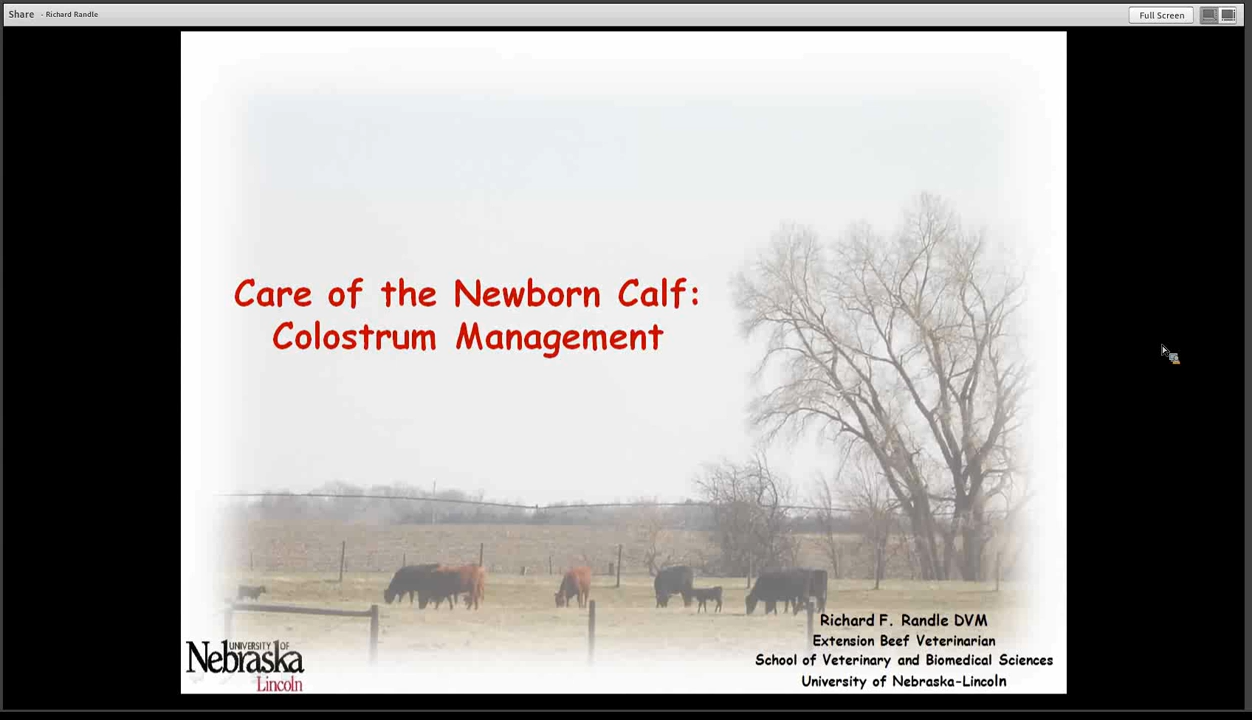 Share - Richard Randle
Full Screen
Care of the Newborn Calf:
Colostrum Management
Richard F. Randle DVM
Extension Beef Veterinarian
School of Veterinary and Biomedical Sciences
University of Nebraska-Lincoln
UNIVERSITY OF
Nebraska
Lincoln